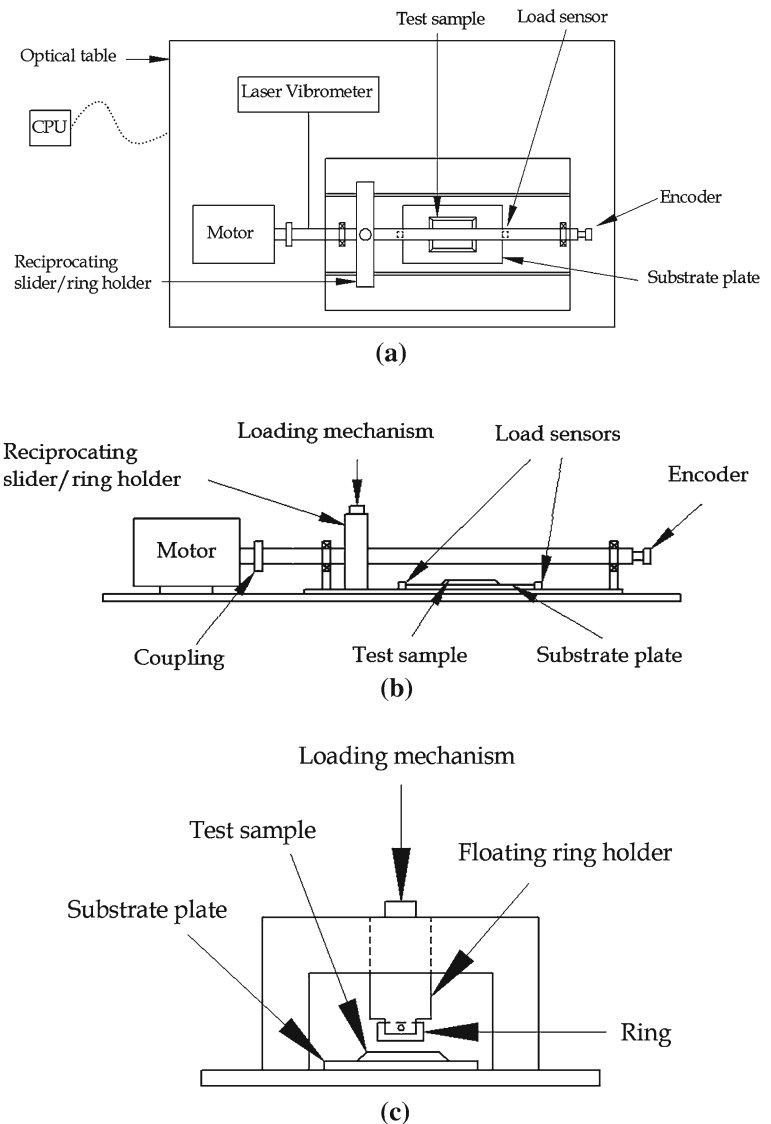 Test sample
Load sensor
Optical table
Laser Vibrometer
CPU
Encoder
Motor
Reciprocating
slider/ring holder
Substrate plate
(a)
Loading mechanism
Load sensors
Reciprocating
slider/ring holder
Encoder
Motor
Coupling
Test sample
Substrate plate
(b)
Loading mechanism
Test sample
Floating ring holder
Substrate plate
Ring
(c)